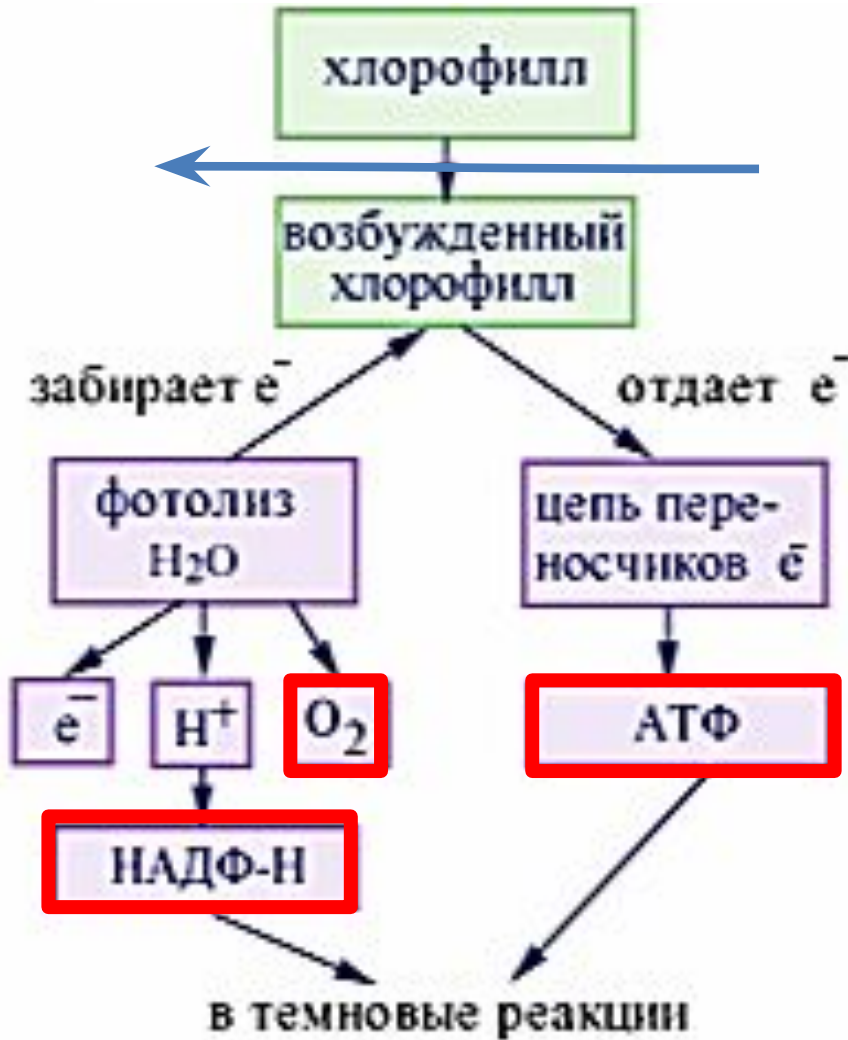 хлорофилл
возбужденный
хлорофилл
забирает e⁻
отдает e⁻
фотолиз
H₂O
цепь пере-
носчиков e⁻
e⁻
H⁺
O₂
АТФ
НАДФ-Н
в темновые реакции